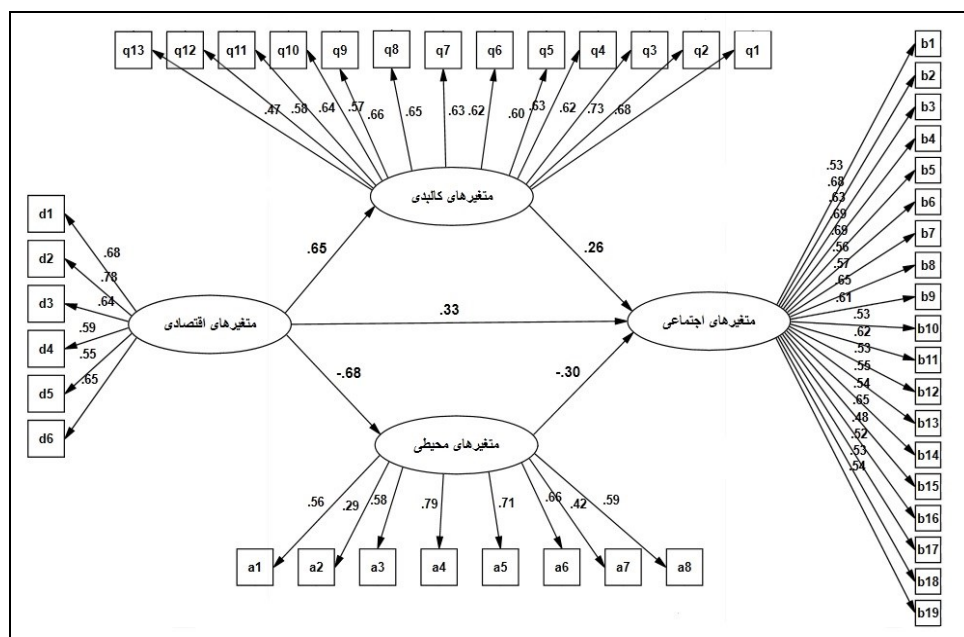 q13 q12 q11 q10 q9 q8 q7 q6 q5 q4 q3 q2 q1
.47 .58 .64 .57 .66 .65 .63 .62 .60 .63 .62 .73 .68
متغیرهای کالبدی
d1
d2
d3
d4
d5
d6
.68
.78
.64
.59
.55
.65
متغیرهای اقتصادی
.65
.26
.33
-.68
-.30
متغیرهای اجتماعی
متغیرهای محیطی
.56 .29 .58 .79 .71 .66 .42 .59
a1 a2 a3 a4 a5 a6 a7 a8
.53
.68
.63
.69
.69
.56
.57
.65
.61
.53
.62
.53
.55
.54
.65
.48
.52
.53
.54
b1
b2
b3
b4
b5
b6
b7
b8
b9
b10
b11
b12
b13
b14
b15
b16
b17
b18
b19